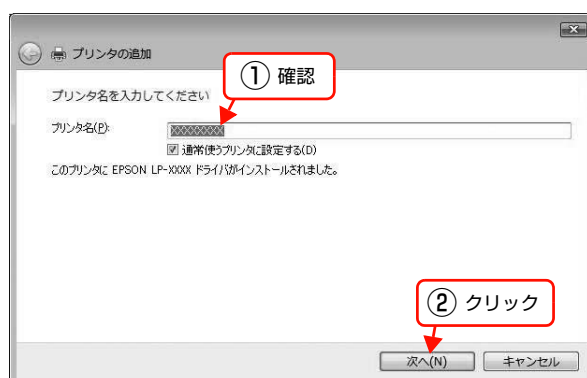 プリンタの追加
① 確認
プリンタ名を入力してください
プリンタ名(P):
XXXXXXXX
通常使うプリンタに設定する(D)
このプリンタに EPSON LP-XXXX ドライバがインストールされました。
② クリック
次へ(N)
キャンセル